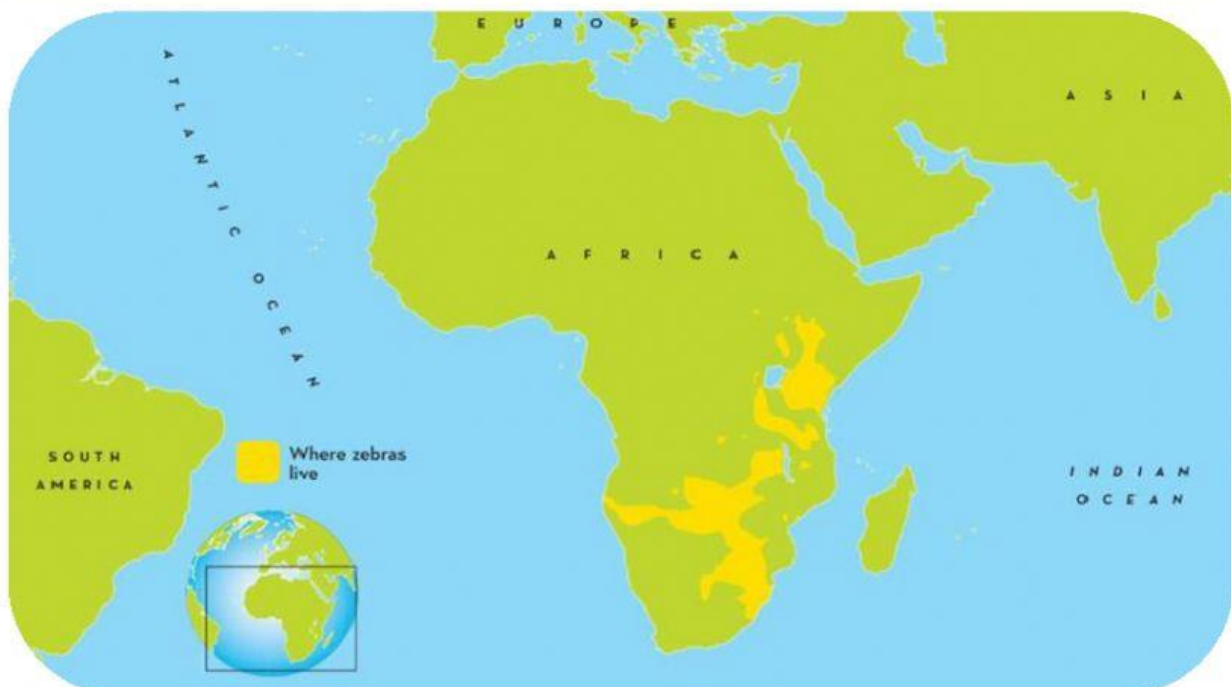 EUROPE
ATLANTIC OCEAN
ASIA
AFRICA
SOUTH
AMERICA
Where zebras
live
INDIAN
OCEAN